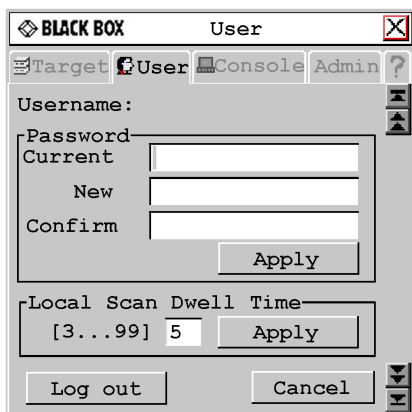 BLACK BOX User X
Target User Console Admin ?
Username:
Password
Current
New
Confirm
Apply
Local Scan Dwell Time
[3...99] 5 Apply
Log out Cancel